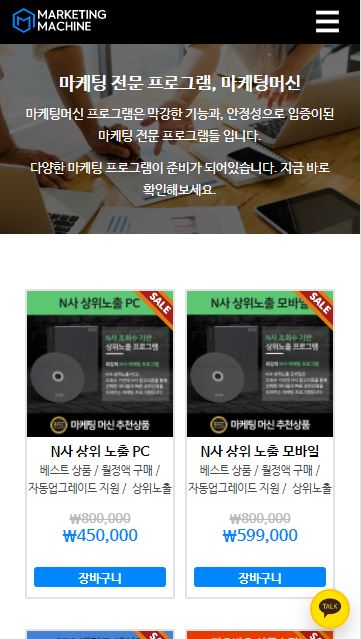 MARKETING
MACHINE
마케팅 전문 프로그램, 마케팅머신
마케팅머신 프로그램은 막강한 기능과, 안정성으로 입증이된
마케팅 전문 프로그램들 입니다.
다양한 마케팅 프로그램이 준비가 되어있습니다. 지금 바로
확인해보세요.
N사 상위노출 PC
SALE
N사 조회수 기반
상위노출 프로그램
마케팅 머신 추천상품
N사 상위 노출 PC
베스트 상품 / 월정액 구매 /
자동업그레이드 지원 / 상위노출
₩800,000
₩450,000
장바구니
N사 상위노출 모바일
SALE
N사 조회수 기반
상위노출 프로그램
마케팅 머신 추천상품
N사 상위 노출 모바일
베스트 상품 / 월정액 구매 /
자동업그레이드 지원 / 상위노출
₩800,000
₩599,000
장바구니
TALK